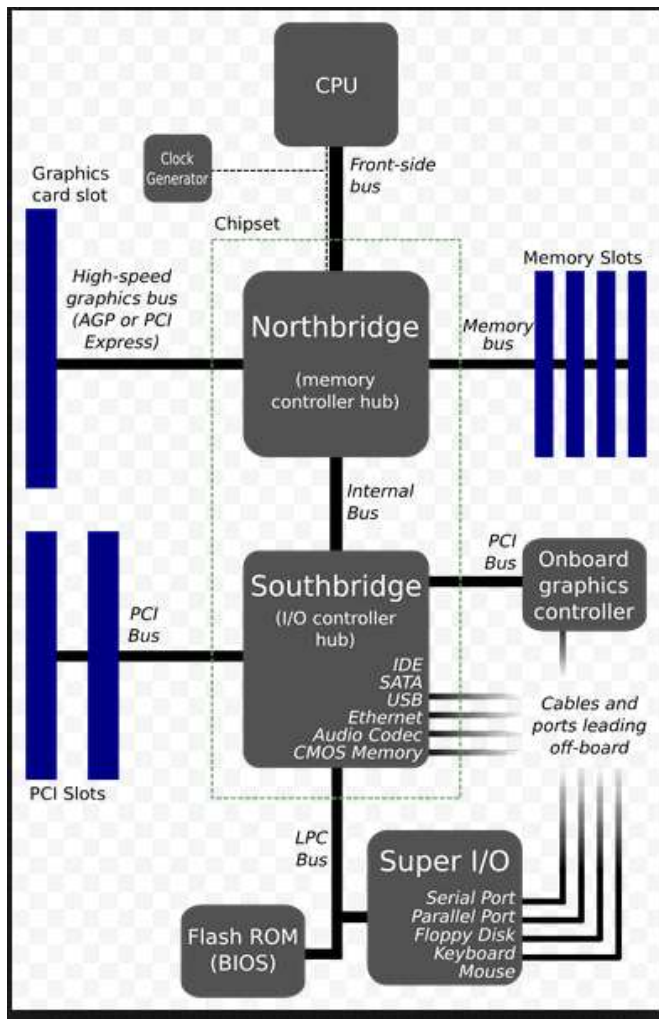 CPU
Clock
Generator
Front-side
bus
Graphics
card slot
Chipset
High-speed
graphics bus
(AGP or PCI
Express)
Northbridge
(memory
controller hub)
Memory
bus
Memory Slots
Internal
Bus
Southbridge
(I/O controller
hub)
IDE
SATA
USB
Ethernet
Audio Codec
CMOS Memory
PCI
Bus
Onboard
graphics
controller
PCI
Bus
PCI Slots
Cables and
ports leading
off-board
LPC
Bus
Super I/O
Serial Port
Parallel Port
Floppy Disk
Keyboard
Mouse
Flash ROM
(BIOS)